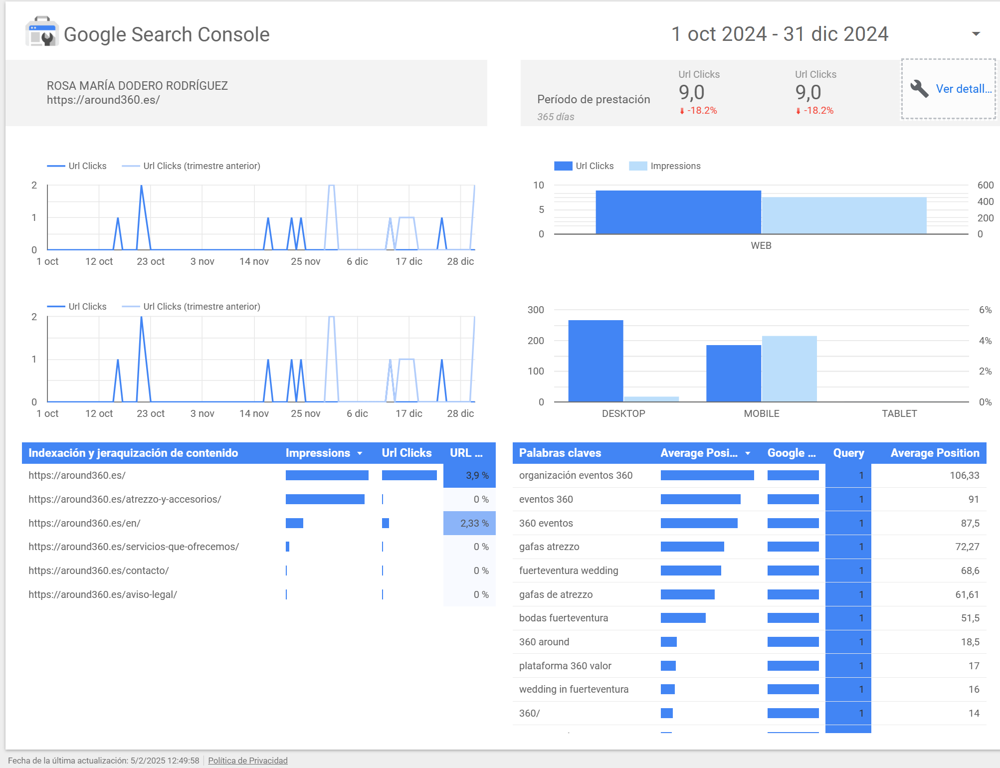 Google Search Console
1 oct 2024 - 31 dic 2024
ROSA MARÍA DODERO RODRÍGUEZ
https://around360.es/
Período de prestación
365 días
Url Clicks
9,0
-18.2%
Url Clicks
9,0
-18.2%
Ver detall...
Url Clicks
Url Clicks (trimestre anterior)
2
1
0
1 oct
12 oct
23 oct
3 nov
14 nov
25 nov
6 dic
17 dic
28 dic
Url Clicks
Impressions
10
5
0
600
400
200
0
WEB
Url Clicks
Url Clicks (trimestre anterior)
2
1
0
1 oct
12 oct
23 oct
3 nov
14 nov
25 nov
6 dic
17 dic
28 dic
300
200
100
0
6%
4%
2%
0%
DESKTOP
MOBILE
TABLET
Indexación y jeraquización de contenido Impressions Url Clicks URL ...
https://around360.es/ 3,9 %
https://around360.es/atrezzo-y-accesorios/ 0 %
https://around360.es/en/ 2,33 %
https://around360.es/servicios-que-ofrecemos/ 0 %
https://around360.es/contacto/ 0 %
https://around360.es/aviso-legal/ 0 %
Palabras claves Average Posi... Google ... Query Average Position
organización eventos 360 1 106,33
eventos 360 1 91
360 eventos 1 87,5
gafas atrezzo 1 72,27
fuerteventura wedding 1 68,6
gafas de atrezzo 1 61,61
bodas fuerteventura 1 51,5
360 around 1 18,5
plataforma 360 valor 1 17
wedding in fuerteventura 1 16
360/ 1 14
Fecha de la última actualización: 5/2/2025 12:49:58
Política de Privacidad